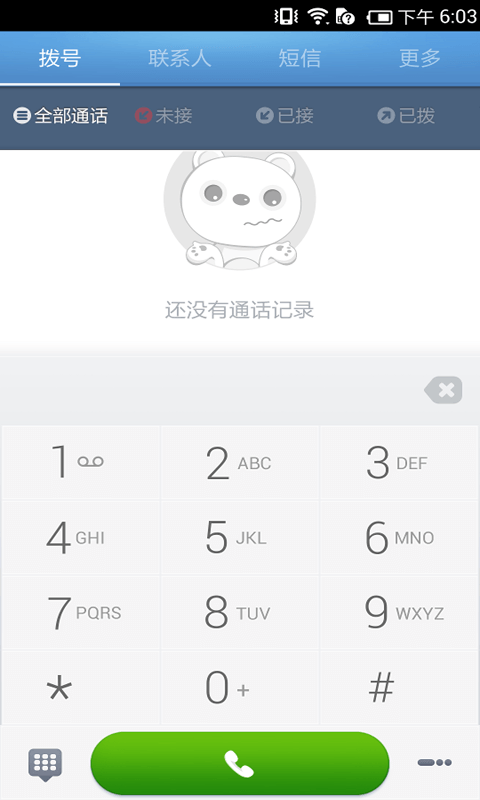 下午 6:03
拨号 联系人 短信 更多
全部通话 未接 已接 已拨
还没有通话记录
1 2 ABC 3 DEF
4 GHI 5 JKL 6 MNO
7 PQRS 8 TUV 9 WXYZ
* 0 + #